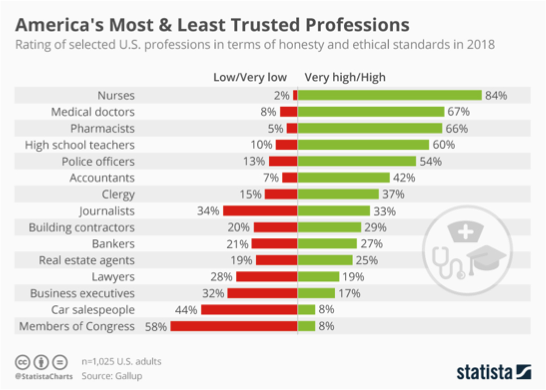 America's Most & Least Trusted Professions
Rating of selected U.S. professions in terms of honesty and ethical standards in 2018
Low/Very low Very high/High
Nurses 2% 84%
Medical doctors 8% 67%
Pharmacists 5% 66%
High school teachers 10% 60%
Police officers 13% 54%
Accountants 7% 42%
Clergy 15% 37%
Journalists 34% 33%
Building contractors 20% 29%
Bankers 21% 27%
Real estate agents 19% 25%
Lawyers 28% 19%
Business executives 32% 17%
Car salespeople 44% 8%
Members of Congress 58% 8%
n=1,025 U.S. adults
@StatistaCharts Source: Gallup
statista